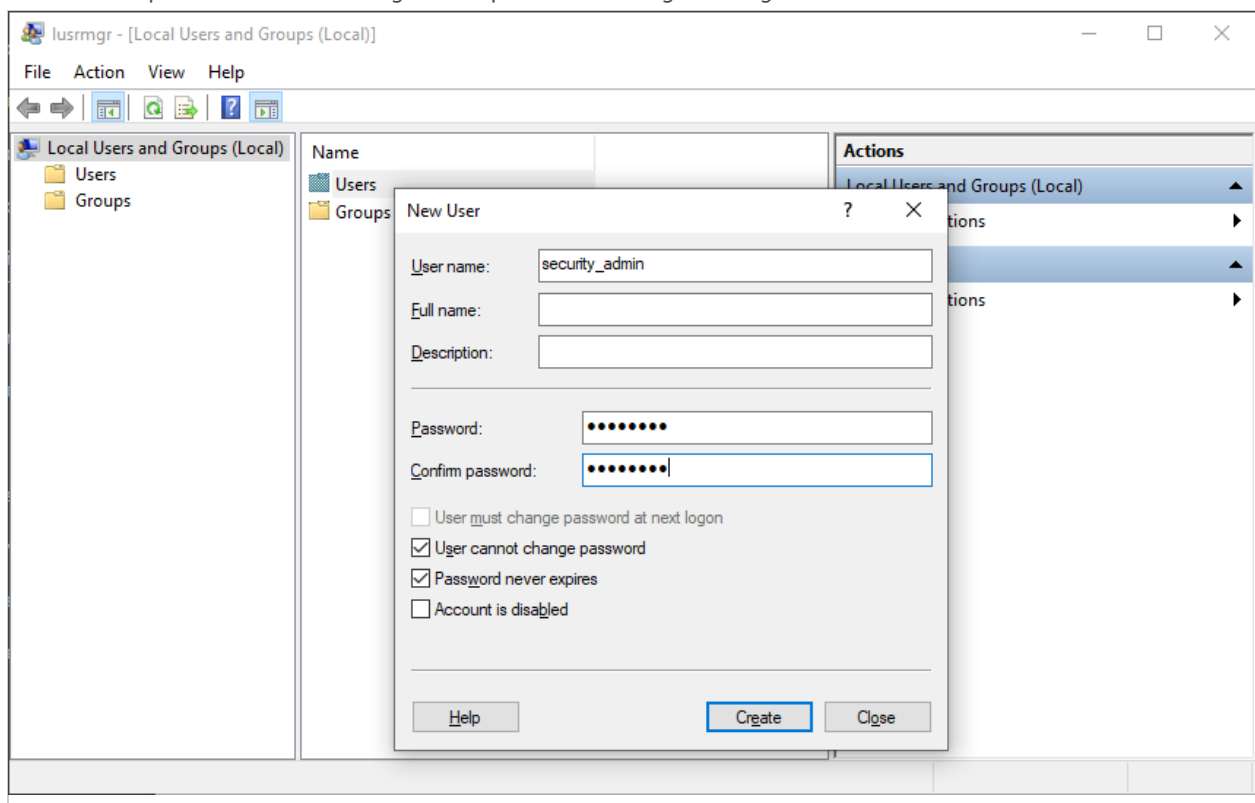 lusrmgr - [Local Users and Groups (Local)]
File Action View Help
Local Users and Groups (Local)
Users
Groups
Name
Users
Groups
Actions
Local Users and Groups (Local)
tions
tions
New User
? 
User name: security_admin
Full name:
Description:
Password: ••••••••
Confirm password: ••••••••
User must change password at next logon
User cannot change password
Password never expires
Account is disabled
Help Create Close